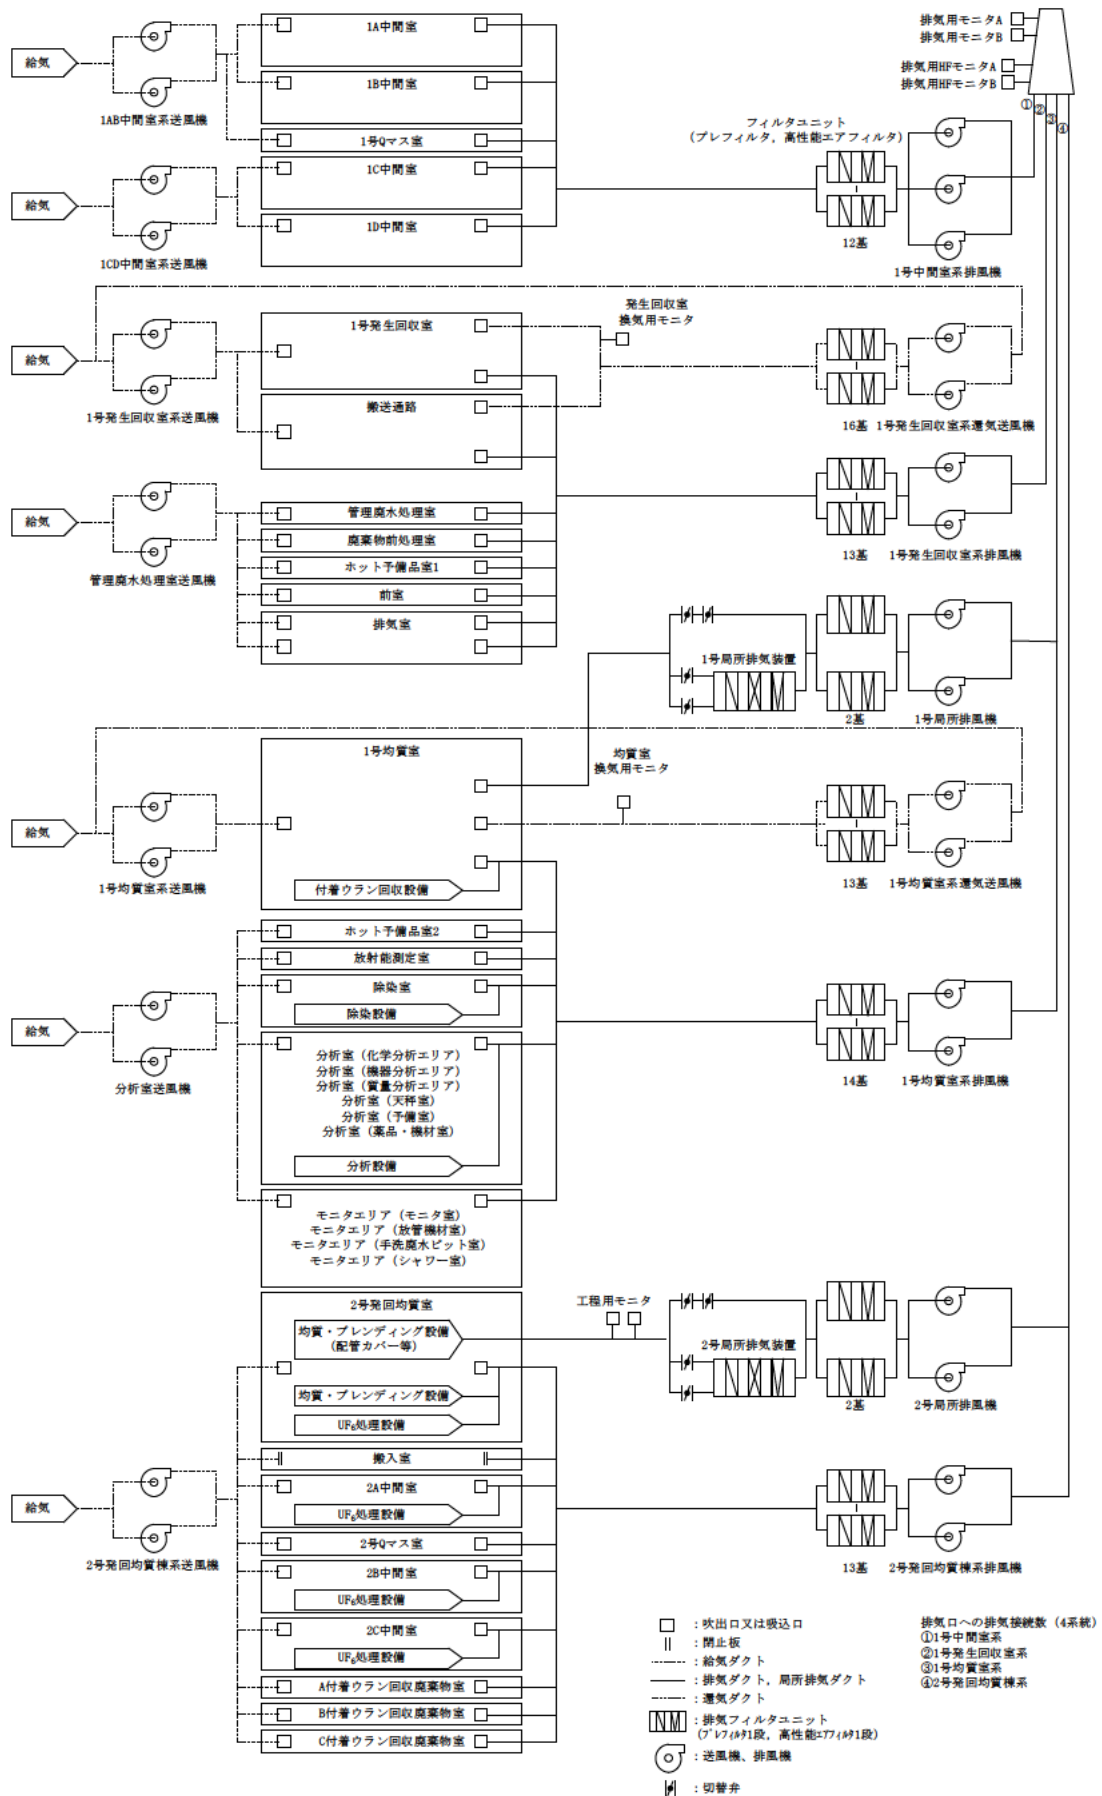 1A中間室
排気用モニタA
排気用モニタB
給気
1B中間室
排気用HFモニタA
排気用HFモニタB
①
②
③
④
1AB中間室系送風機
フィルタユニット
(プレフィルタ，高性能エアフィルタ)
1号Qマス室
1C中間室
給気
1D中間室
12基
1CD中間室系送風機
1号中間室系排風機
発生回収室
換気用モニタ
1号発生回収室
給気
搬送通路
1号発生回収室系送風機
16基
1号発生回収室系還気送風機
管理廃水処理室
給気
廃棄物前処理室
13基
1号発生回収室系排風機
ホット予備品室1
管理廃水処理室送風機
前室
排気室
1号局所排気装置
2基
1号局所排風機
1号均質室
均質室
換気用モニタ
給気
付着ウラン回収設備
1号均質室系送風機
13基
1号均質室系還気送風機
ホット予備品室2
放射能測定室
除染室
除染設備
給気
分析室（化学分析エリア）
分析室（機器分析エリア）
分析室（質量分析エリア）
分析室（天秤室）
分析室（予備室）
分析室（薬品・機材室）
分析室送風機
14基
1号均質室系排風機
分析設備
モニタエリア（モニタ室）
モニタエリア（放管機材室）
モニタエリア（手洗廃水ピット室）
モニタエリア（シャワー室）
2号発回均質室
工程用モニタ
均質・ブレンディング設備
（配管カバー等）
2号局所排気装置
均質・ブレンディング設備
2基
2号局所排風機
UF₆処理設備
搬入室
2A中間室
給気
UF₆処理設備
2号Qマス室
2号発回均質棟系送風機
13基
2号発回均質棟系排風機
2B中間室
UF₆処理設備
2C中間室
UF₆処理設備
A付着ウラン回収廃棄物室
B付着ウラン回収廃棄物室
C付着ウラン回収廃棄物室
：吹出口又は吸込口
：閉止板
：給気ダクト
：排気ダクト，局所排気ダクト
：還気ダクト
：排気フィルタユニット
(ﾌﾟﾚﾌｨﾙﾀ1段，高性能ｴｱﾌｨﾙﾀ1段)
：送風機、排風機
：切替弁
排気口への排気接続数（4系統）
①1号中間室系
②1号発生回収室系
③1号均質室系
④2号発回均質棟系